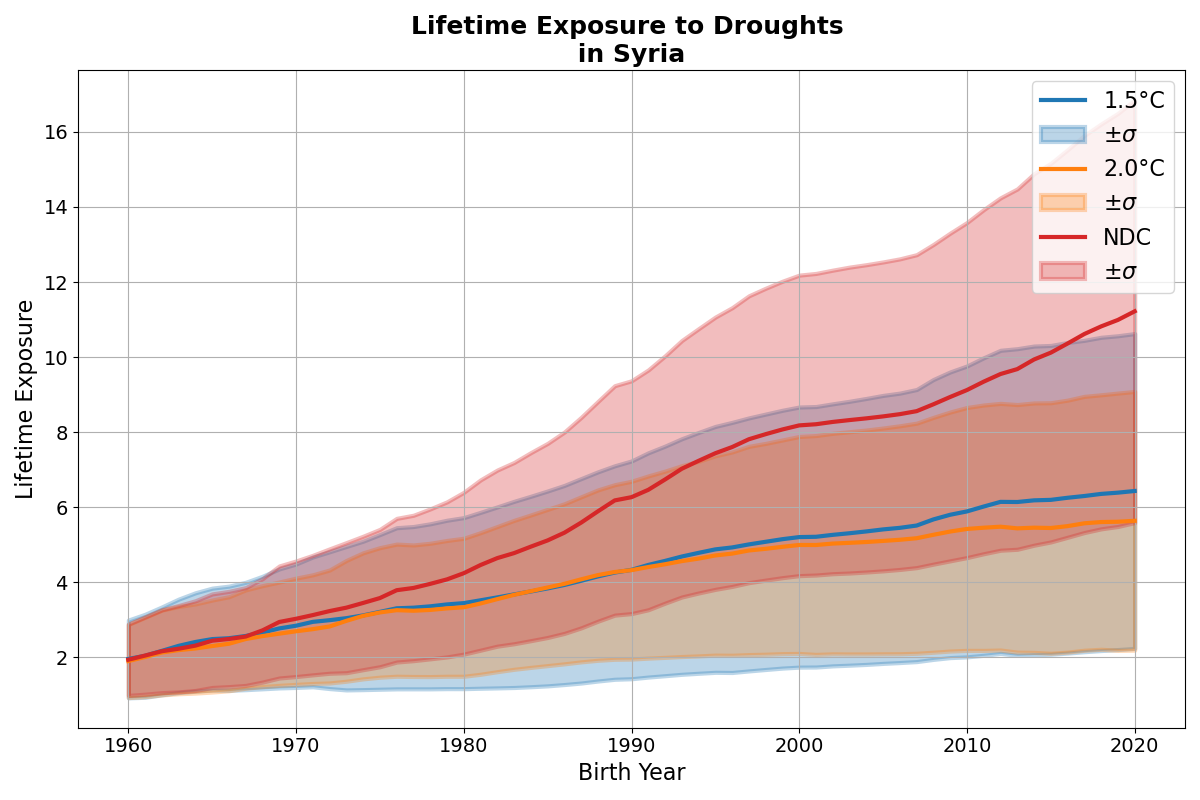 Lifetime Exposure to Droughts
in Syria
1.5°C
±σ
2.0°C
±σ
NDC
±σ
Lifetime Exposure
16
14
12
10
8
6
4
2
1960 1970 1980 1990 2000 2010 2020
Birth Year